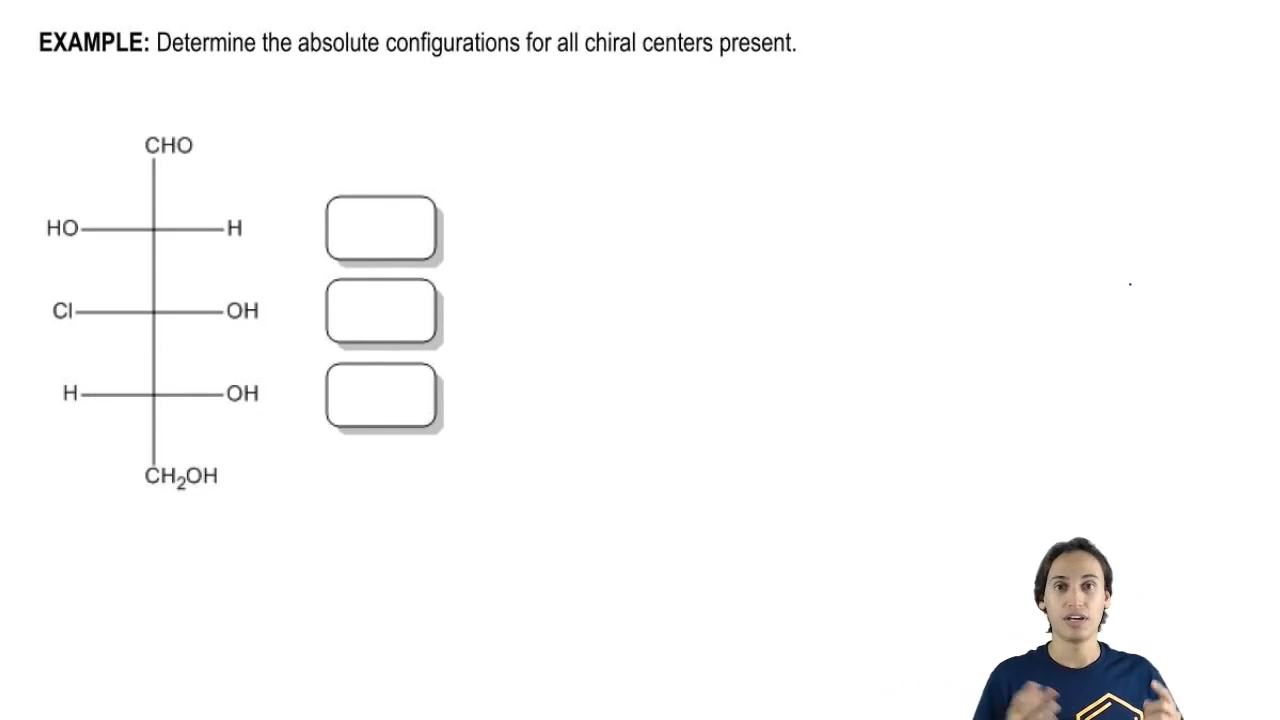 EXAMPLE: Determine the absolute configurations for all chiral centers present.
CHO
HO H
Cl OH
H OH
CH₂OH